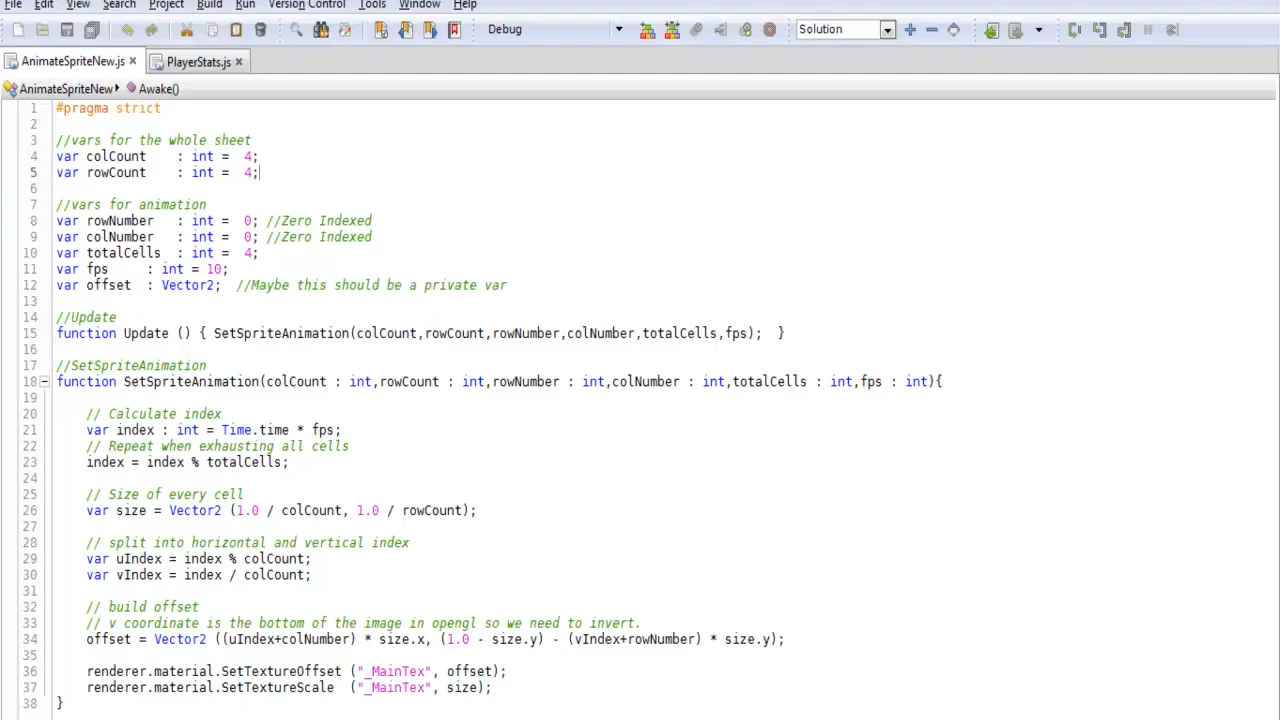 File Edit View Search Project Build Run Version Control Tools Window Help
Debug Solution
AnimateSpriteNew.js PlayerStats.js
AnimateSpriteNew Awake()
1 #pragma strict
2
3 //vars for the whole sheet
4 var colCount : int = 4;
5 var rowCount : int = 4;
6
7 //vars for animation
8 var rowNumber : int = 0; //Zero Indexed
9 var colNumber : int = 0; //Zero Indexed
10 var totalCells : int = 4;
11 var fps : int = 10;
12 var offset : Vector2; //Maybe this should be a private var
13
14 //Update
15 function Update () { SetSpriteAnimation(colCount,rowCount,rowNumber,colNumber,totalCells,fps); }
16
17 //SetSpriteAnimation
18 function SetSpriteAnimation(colCount : int,rowCount : int,rowNumber : int,colNumber : int,totalCells : int,fps : int){
19
20 // Calculate index
21 var index : int = Time.time * fps;
22 // Repeat when exhausting all cells
23 index = index % totalCells;
24
25 // Size of every cell
26 var size = Vector2 (1.0 / colCount, 1.0 / rowCount);
27
28 // split into horizontal and vertical index
29 var uIndex = index % colCount;
30 var vIndex = index / colCount;
31
32 // build offset
33 // v coordinate is the bottom of the image in opengl so we need to invert.
34 offset = Vector2 ((uIndex+colNumber) * size.x, (1.0 - size.y) - (vIndex+rowNumber) * size.y);
35
36 renderer.material.SetTextureOffset ("_MainTex", offset);
37 renderer.material.SetTextureScale ("_MainTex", size);
38 }